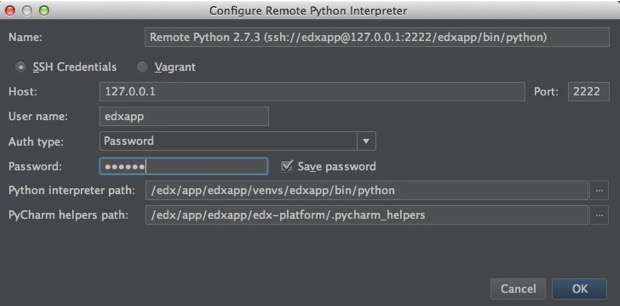 Configure Remote Python Interpreter
Name: Remote Python 2.7.3 (ssh://edxapp@127.0.0.1:2222/edxapp/bin/python)
SSH Credentials Vagrant
Host: 127.0.0.1 Port: 2222
User name: edxapp
Auth type: Password
Password: •••••• Save password
Python interpreter path: /edx/app/edxapp/venvs/edxapp/bin/python ...
PyCharm helpers path: /edx/app/edxapp/edx-platform/.pycharm_helpers ...
Cancel OK